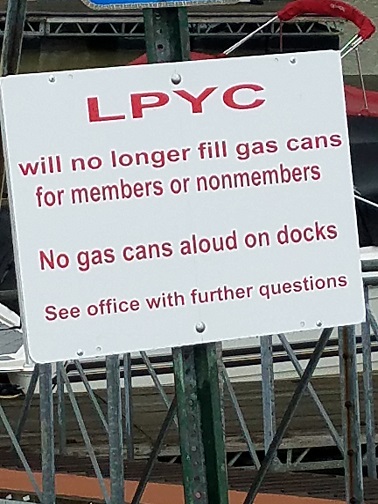 LPYC
will no longer fill gas cans
for members or nonmembers
No gas cans aloud on docks
See office with further questions